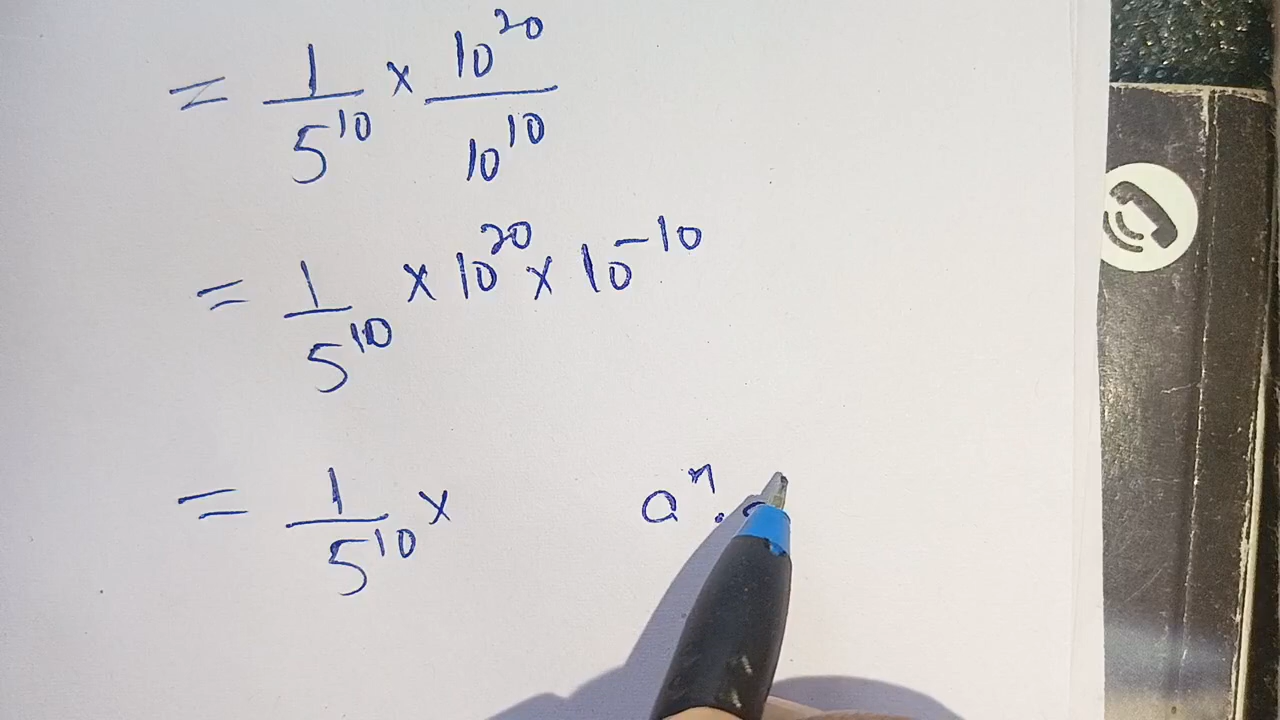 = 1/5^10 × 10^20/10^10
= 1/5^10 × 10^20 × 10^-10
= 1/5^10 × a^n .